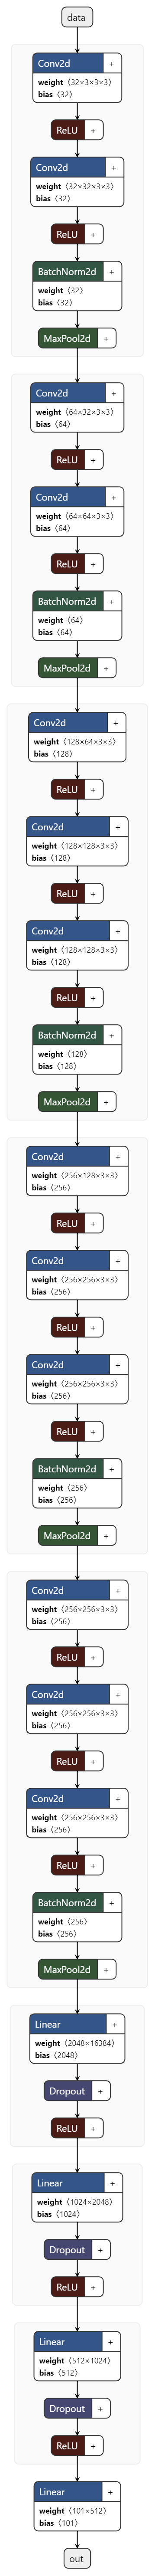 data
Conv2d +
weight ⟨32×3×3×3⟩
bias ⟨32⟩
ReLU +
Conv2d +
weight ⟨32×32×3×3⟩
bias ⟨32⟩
ReLU +
BatchNorm2d +
weight ⟨32⟩
bias ⟨32⟩
MaxPool2d +
Conv2d +
weight ⟨64×32×3×3⟩
bias ⟨64⟩
ReLU +
Conv2d +
weight ⟨64×64×3×3⟩
bias ⟨64⟩
ReLU +
BatchNorm2d +
weight ⟨64⟩
bias ⟨64⟩
MaxPool2d +
Conv2d +
weight ⟨128×64×3×3⟩
bias ⟨128⟩
ReLU +
Conv2d +
weight ⟨128×128×3×3⟩
bias ⟨128⟩
ReLU +
Conv2d +
weight ⟨128×128×3×3⟩
bias ⟨128⟩
ReLU +
BatchNorm2d +
weight ⟨128⟩
bias ⟨128⟩
MaxPool2d +
Conv2d +
weight ⟨256×128×3×3⟩
bias ⟨256⟩
ReLU +
Conv2d +
weight ⟨256×256×3×3⟩
bias ⟨256⟩
ReLU +
Conv2d +
weight ⟨256×256×3×3⟩
bias ⟨256⟩
ReLU +
BatchNorm2d +
weight ⟨256⟩
bias ⟨256⟩
MaxPool2d +
Conv2d +
weight ⟨256×256×3×3⟩
bias ⟨256⟩
ReLU +
Conv2d +
weight ⟨256×256×3×3⟩
bias ⟨256⟩
ReLU +
Conv2d +
weight ⟨256×256×3×3⟩
bias ⟨256⟩
ReLU +
BatchNorm2d +
weight ⟨256⟩
bias ⟨256⟩
MaxPool2d +
Linear +
weight ⟨2048×16384⟩
bias ⟨2048⟩
Dropout +
ReLU +
Linear +
weight ⟨1024×2048⟩
bias ⟨1024⟩
Dropout +
ReLU +
Linear +
weight ⟨512×1024⟩
bias ⟨512⟩
Dropout +
ReLU +
Linear +
weight ⟨101×512⟩
bias ⟨101⟩
out